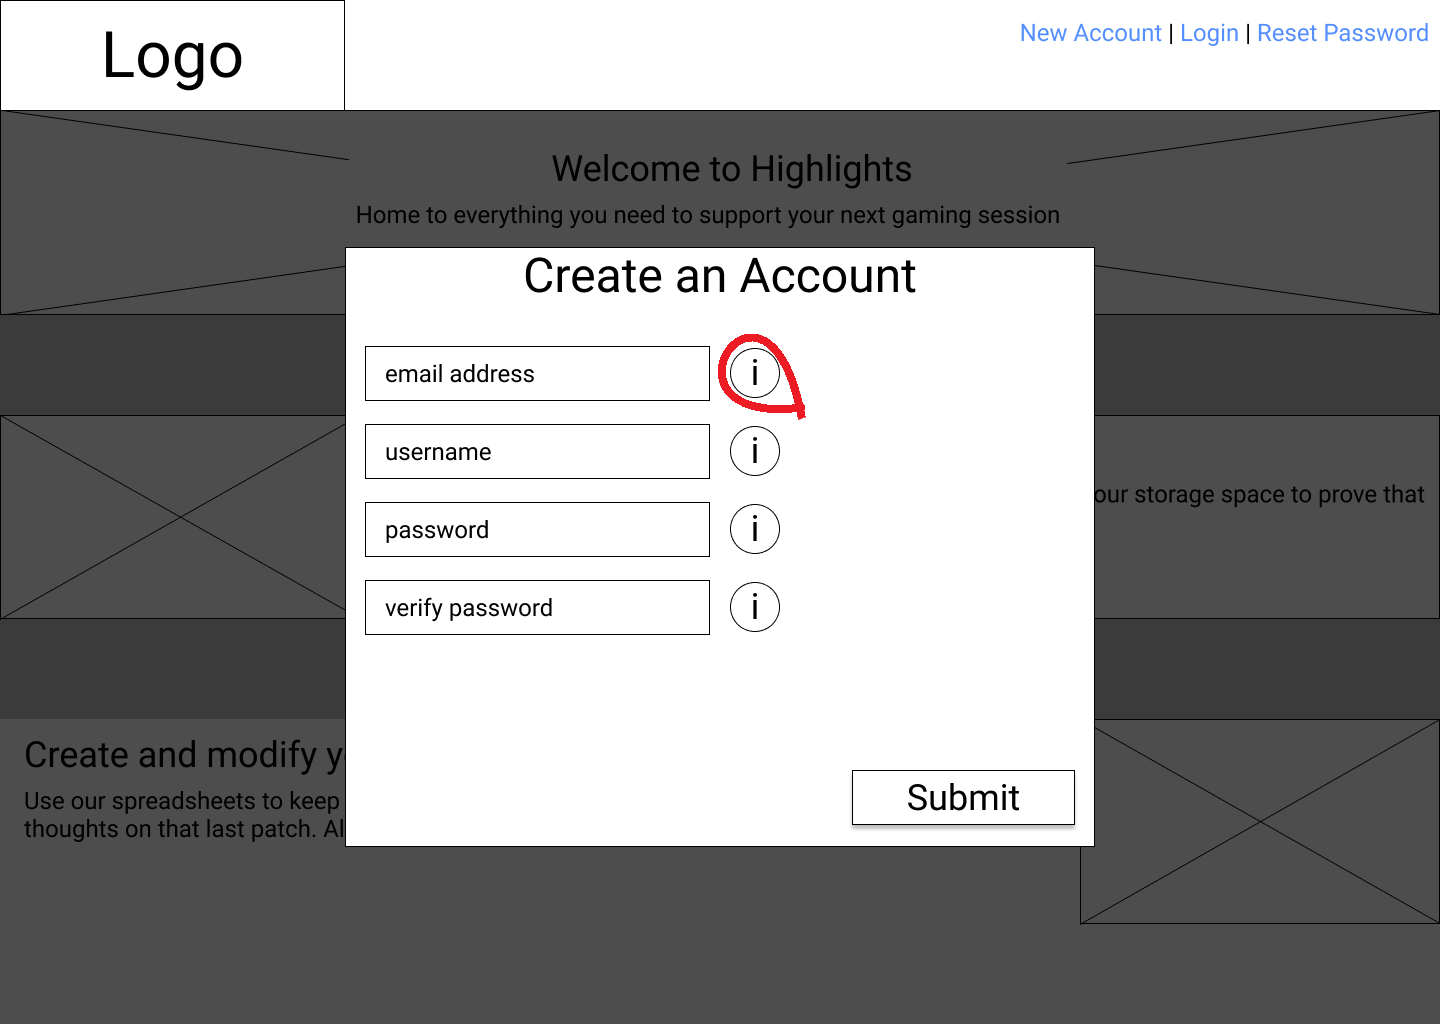 Logo
New Account | Login | Reset Password
Welcome to Highlights
Home to everything you need to support your next gaming session
Create an Account
email address
i
username
i
password
i
verify password
i
our storage space to prove that
Create and modify y
Use our spreadsheets to keep
thoughts on that last patch. Al
Submit